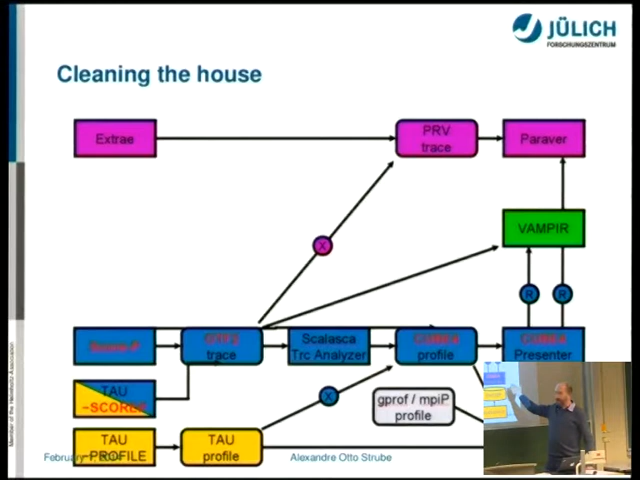 JÜLICH
FORSCHUNGSZENTRUM
Cleaning the house
Extrae
PRV
trace
Paraver
X
VAMPIR
R
R
Score-P
OTF2
trace
Scalasca
Trc Analyzer
CUBE4
profile
CUBE4
Presenter
TAU
X
gprof / mpiP
profile
TAU
-PROFILE
TAU
profile
Alexandre Otto Strube
Member of the Helmholtz Association